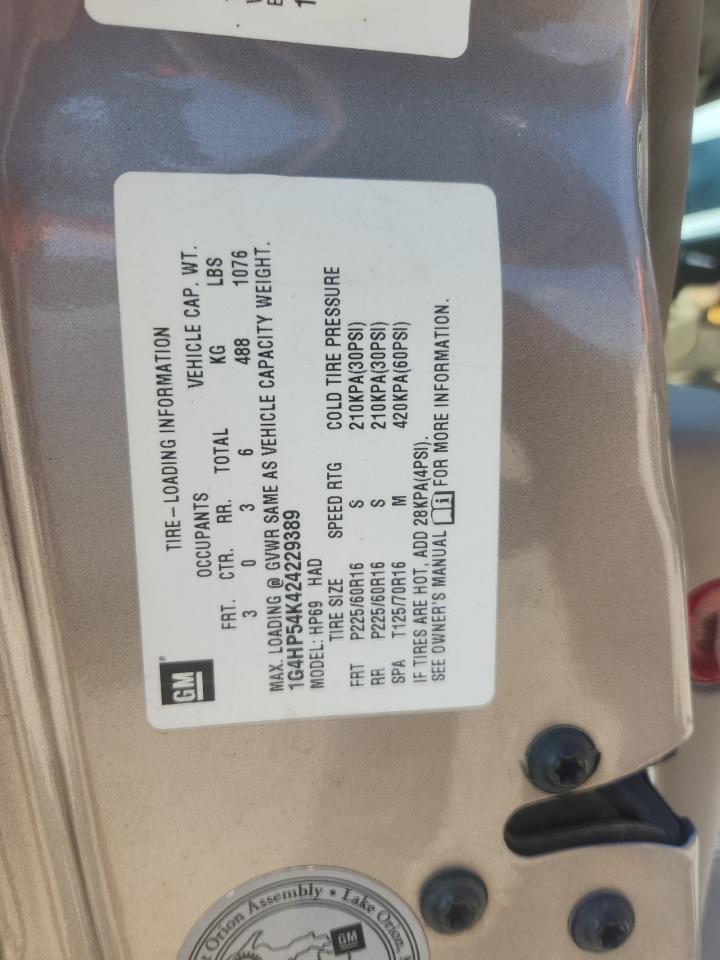 GM
TIRE-LOADING INFORMATION
OCCUPANTS VEHICLE CAP. WT.
FRT. CTR. RR. TOTAL KG LBS
3 0 3 6 488 1076
MAX. LOADING @ GVWR SAME AS VEHICLE CAPACITY WEIGHT.
1G4HP54K424229389
MODEL: HP69 HAD
TIRE SIZE SPEED RTG COLD TIRE PRESSURE
FRT P225/60R16 S 210KPA(30PSI)
RR P225/60R16 S 210KPA(30PSI)
SPA T125/70R16 M 420KPA(60PSI)
IF TIRES ARE HOT, ADD 28KPA(4PSI).
SEE OWNER'S MANUAL FOR MORE INFORMATION.
Orion Assembly • Lake Orion,
GM